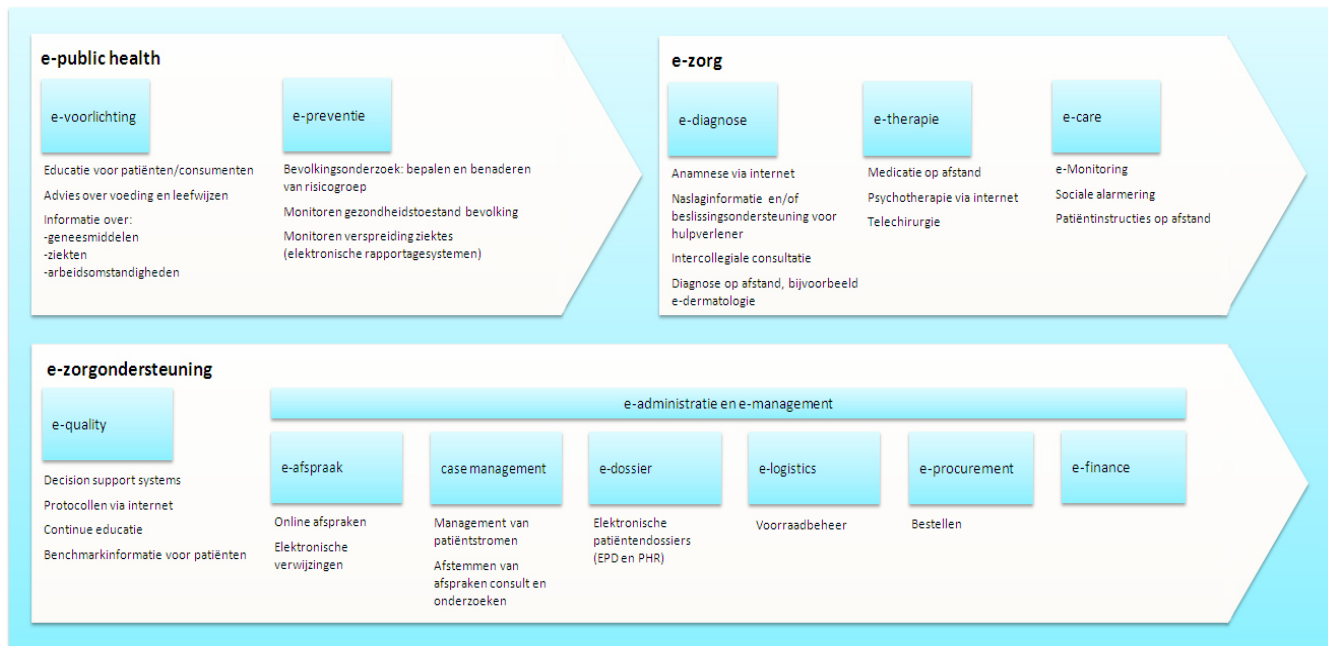 e-public health
e-voorlichting
Educatie voor patiënten/consumenten
Advies over voeding en leefwijzen
Informatie over:
-geneesmiddelen
-ziekten
-arbeidsomstandigheden
e-preventie
Bevolkingsonderzoek: bepalen en benaderen
van risicogroep
Monitoren gezondheidstoestand bevolking
Monitoren verspreiding ziektes
(elektronische rapportagesystemen)
e-zorg
e-diagnose
Anamnese via internet
Naslaginformatie en/of
beslissingsondersteuning voor
hulpverlener
Intercollegiale consultatie
Diagnose op afstand, bijvoorbeeld
e-dermatologie
e-therapie
Medicatie op afstand
Psychotherapie via internet
Telechirurgie
e-care
e-Monitoring
Sociale alarmering
Patiëntinstructies op afstand
e-zorgondersteuning
e-quality
Decision support systems
Protocollen via internet
Continue educatie
Benchmarkinformatie voor patiënten
e-administratie en e-management
e-afspraak
Online afspraken
Elektronische
verwijzingen
case management
Management van
patiëntstromen
Afstemmen van
afspraken consult en
onderzoeken
e-dossier
Elektronische
patiëntendossiers
(EPD en PHR)
e-logistics
Voorraadbeheer
e-procurement
Bestellen
e-finance